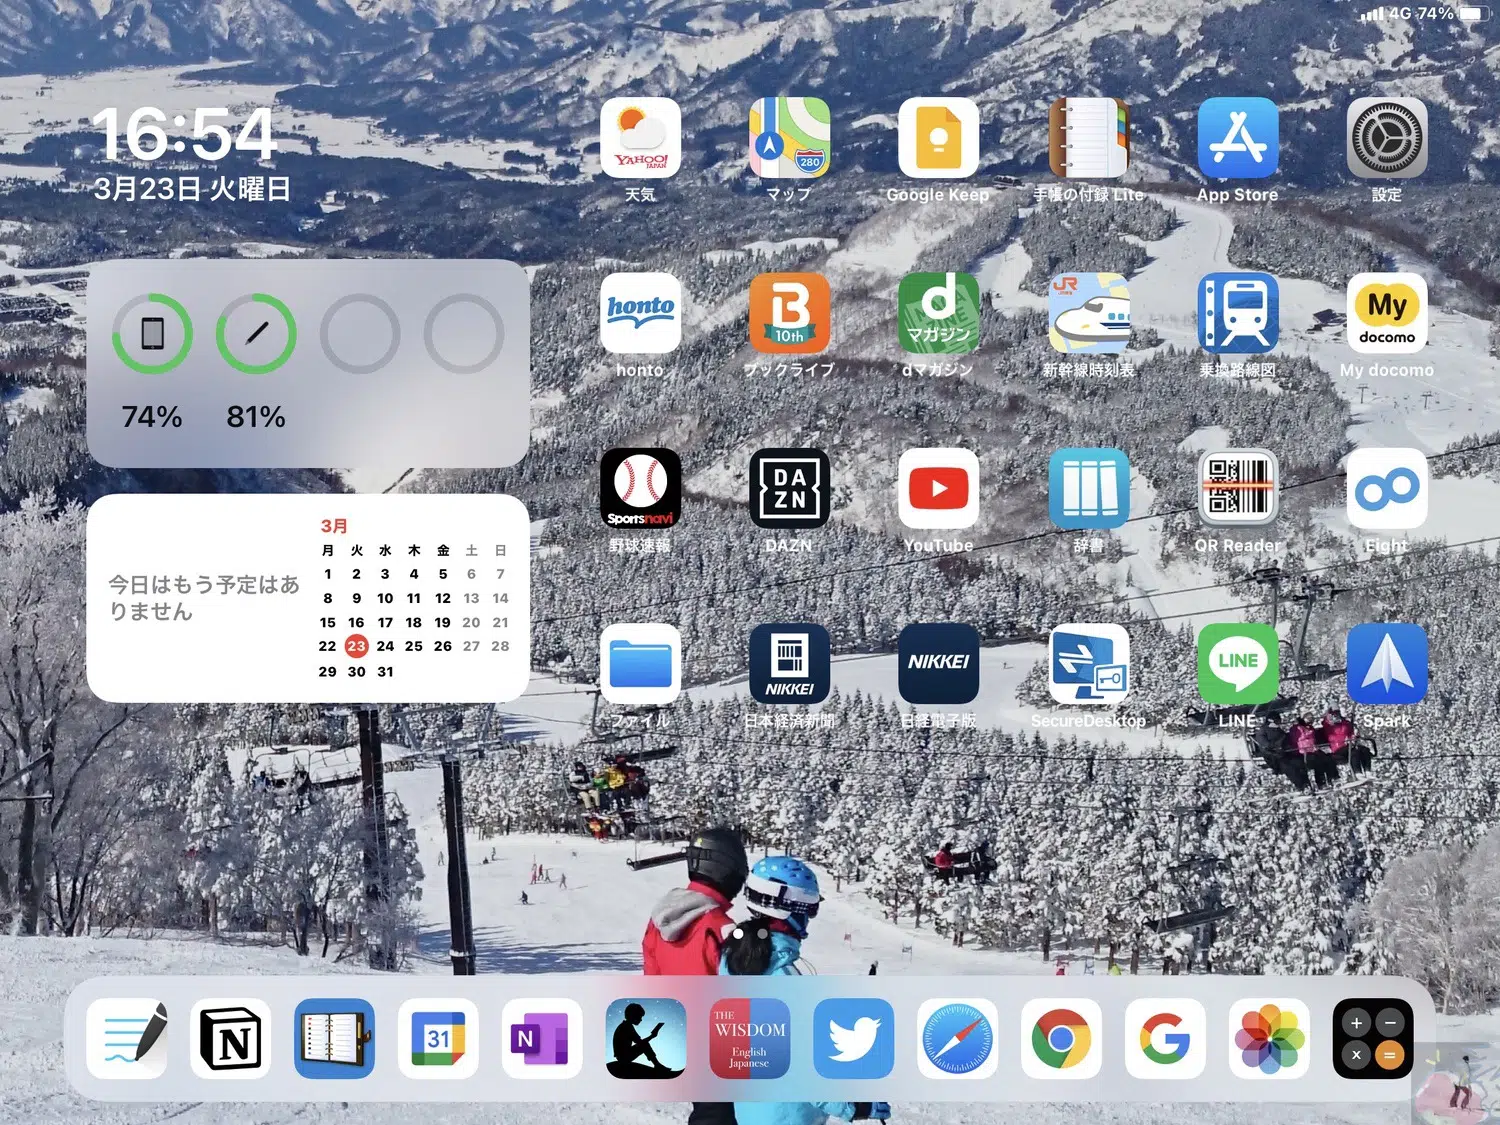 4G 74%
16:54
3月23日 火曜日
74% 81%
今日はもう予定はあ
りません
3月
月 火 水 木 金 土 日
1 2 3 4 5 6 7
8 9 10 11 12 13 14
15 16 17 18 19 20 21
22 23 24 25 26 27 28
29 30 31
YAHOO!
JAPAN
280
天気 マップ Google Keep 手帳の付録 Lite App Store 設定
honto
B
10th
d
マガジン
JR
My
docomo
honto ブックライブ dマガジン 新幹線時刻表 乗換路線図 My docomo
Sportsnavi
DA
ZN
野球速報 DAZN YouTube 辞書 QR Reader Eight
NIKKEI
NIKKEI
LINE
ファイル 日本経済新聞 日経電子版 SecureDesktop LINE Spark
N
31
N
THE
WISDOM
English
Japanese
G
+ −
x =